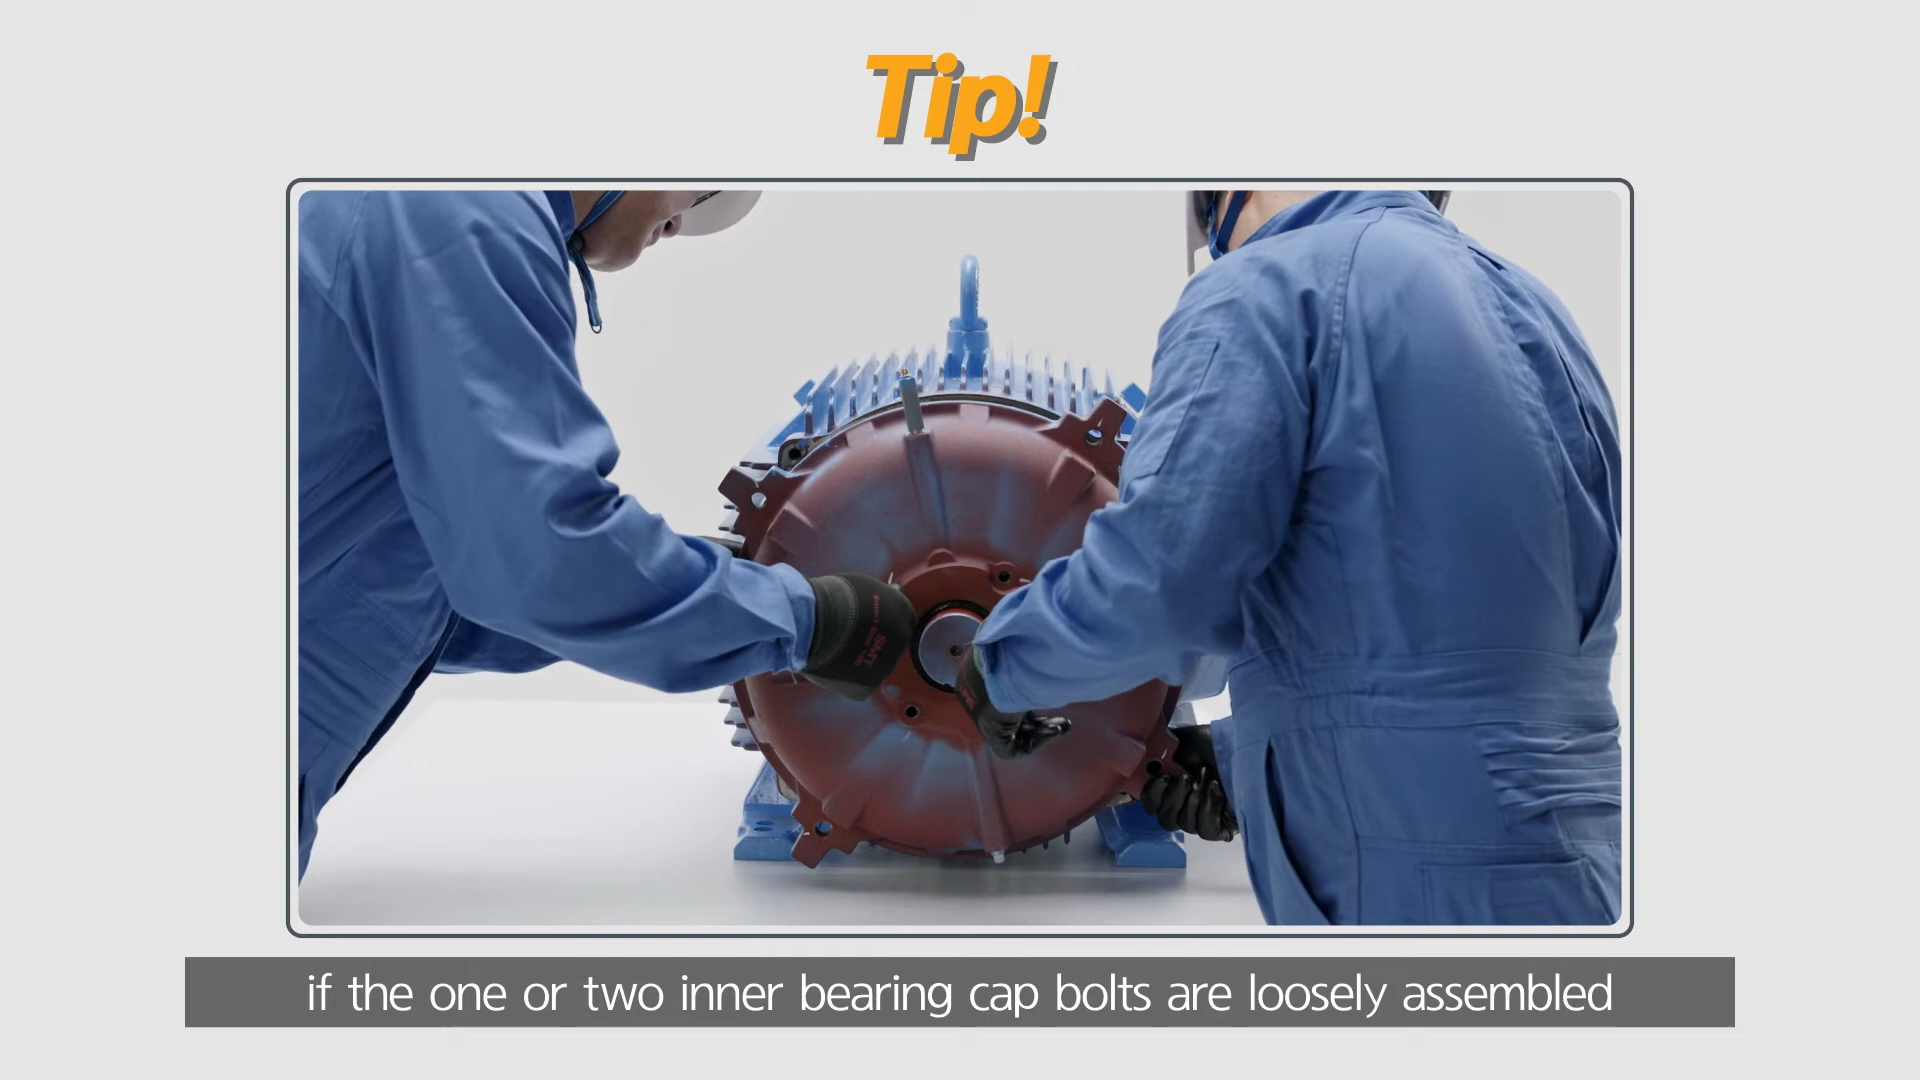 Tip!
if the one or two inner bearing cap bolts are loosely assembled